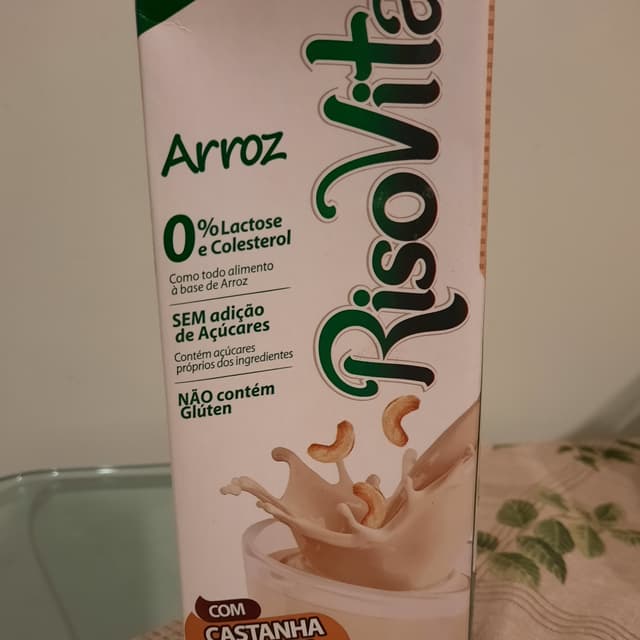 RisoVita
Arroz
0% Lactose
e Colesterol
Como todo alimento
à base de Arroz
SEM adição
de Açúcares
Contém açúcares
próprios dos ingredientes
NÃO contém
Glúten
COM
CASTANHA